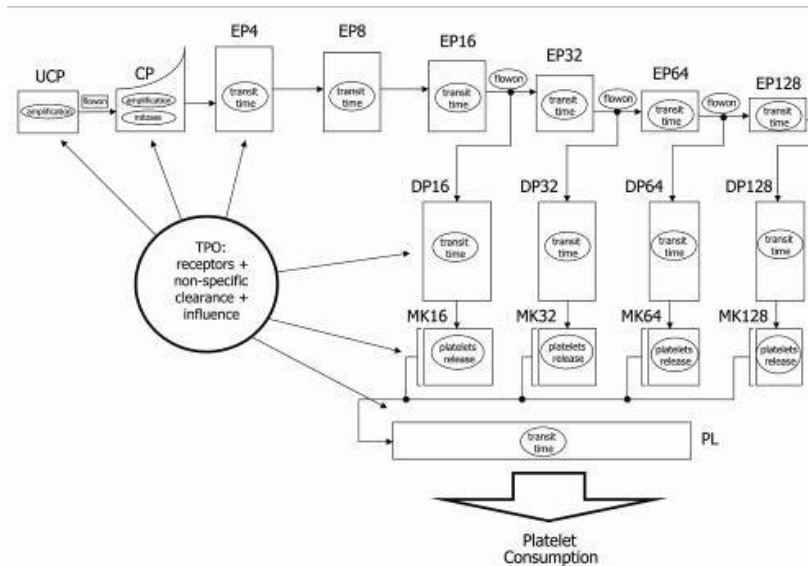 UCP
amplification
flowon
CP
amplification
mitoses
EP4
transit
time
EP8
transit
time
EP16
transit
time
flowon
EP32
transit
time
flowon
EP64
transit
time
flowon
EP128
transit
time
TPO:
receptors +
non-specific
clearance +
influence
DP16
transit
time
DP32
transit
time
DP64
transit
time
DP128
transit
time
MK16
platelets
release
MK32
platelets
release
MK64
platelets
release
MK128
platelets
release
transit
time
PL
Platelet
Consumption